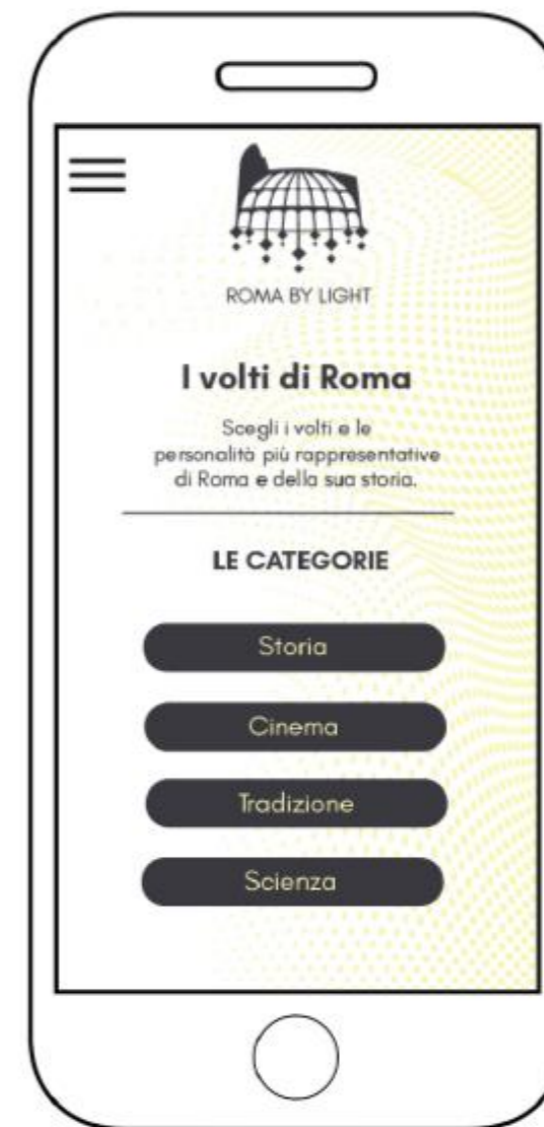 ROMA BY LIGHT
I volti di Roma
Scegli i volti e le
personalità più rappresentative
di Roma e della sua storia.
LE CATEGORIE
Storia
Cinema
Tradizione
Scienza